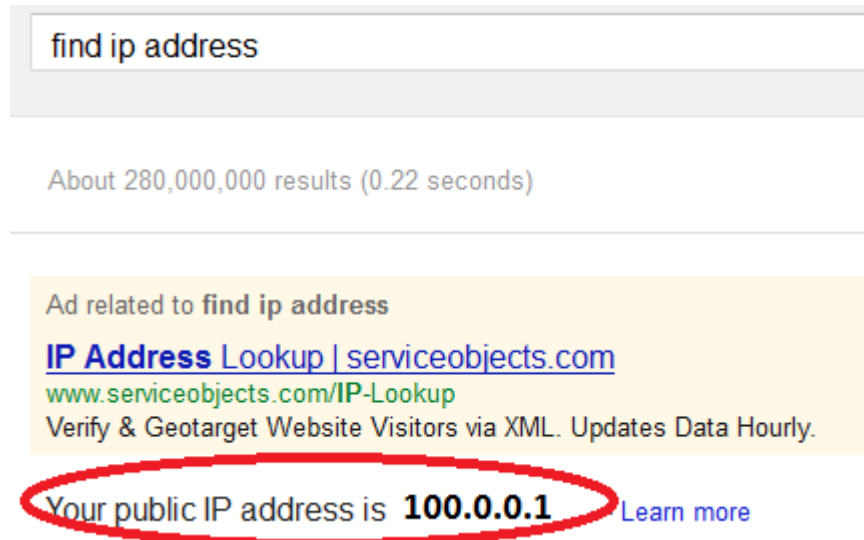 find ip address
About 280,000,000 results (0.22 seconds)
Ad related to find ip address
IP Address Lookup | serviceobjects.com
www.serviceobjects.com/IP-Lookup
Verify & Geotarget Website Visitors via XML. Updates Data Hourly.
Your public IP address is 100.0.0.1 Learn more